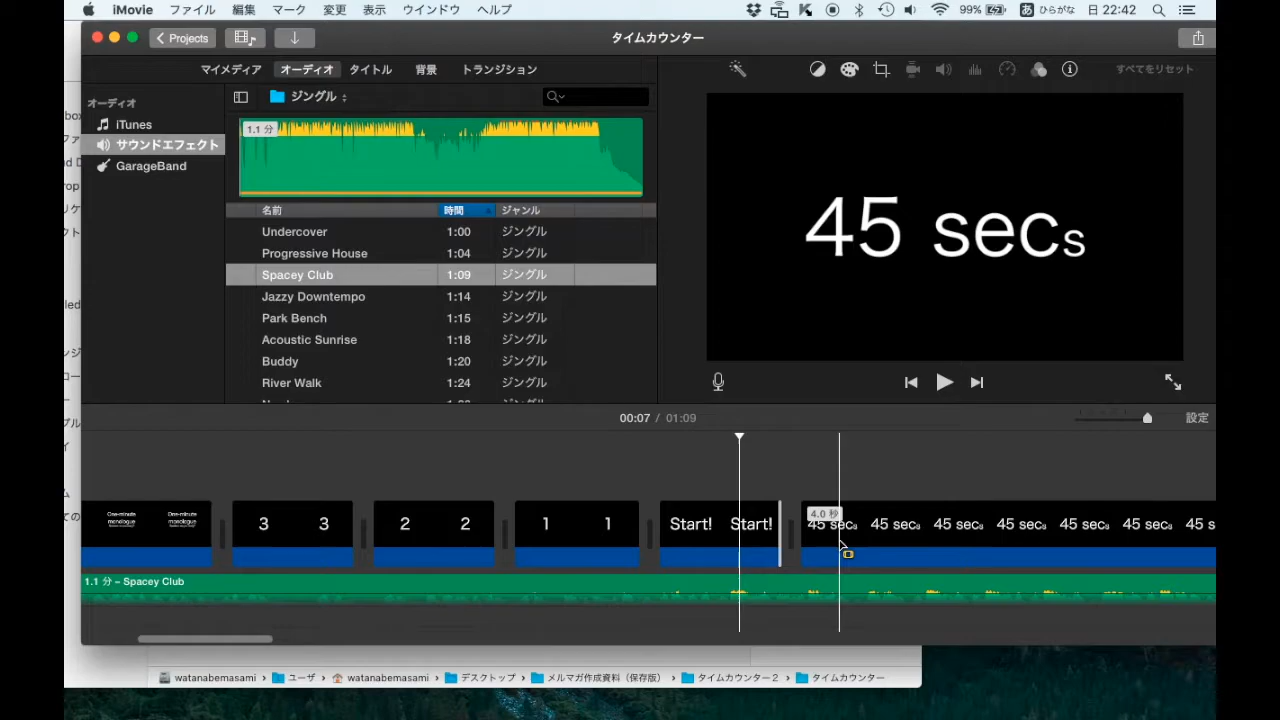 iMovie ファイル 編集 マーク 変更 表示 ウインドウ ヘルプ 99% あ ひらがな 日 22:42
Projects タイムカウンター
マイメディア オーディオ タイトル 背景 トランジション すべてをリセット
オーディオ ジングル
iTunes
サウンドエフェクト
GarageBand
1.1 分
名前 時間 ジャンル
Undercover 1:00 ジングル
Progressive House 1:04 ジングル
Spacey Club 1:09 ジングル
Jazzy Downtempo 1:14 ジングル
Park Bench 1:15 ジングル
Acoustic Sunrise 1:18 ジングル
Buddy 1:20 ジングル
River Walk 1:24 ジングル
45 secs
00:07 / 01:09 設定
One-minute monologue One-minute monologue
3 3 2 2 1 1 Start! Start! 45 secs 45 secs 45 secs 45 secs 45 secs 45 secs 45 s
4.0 秒
1.1 分 – Spacey Club
watanabemasami › ユーザ › watanabemasami › デスクトップ › メルマガ作成資料（保存版） › タイムカウンター２ › タイムカウンター